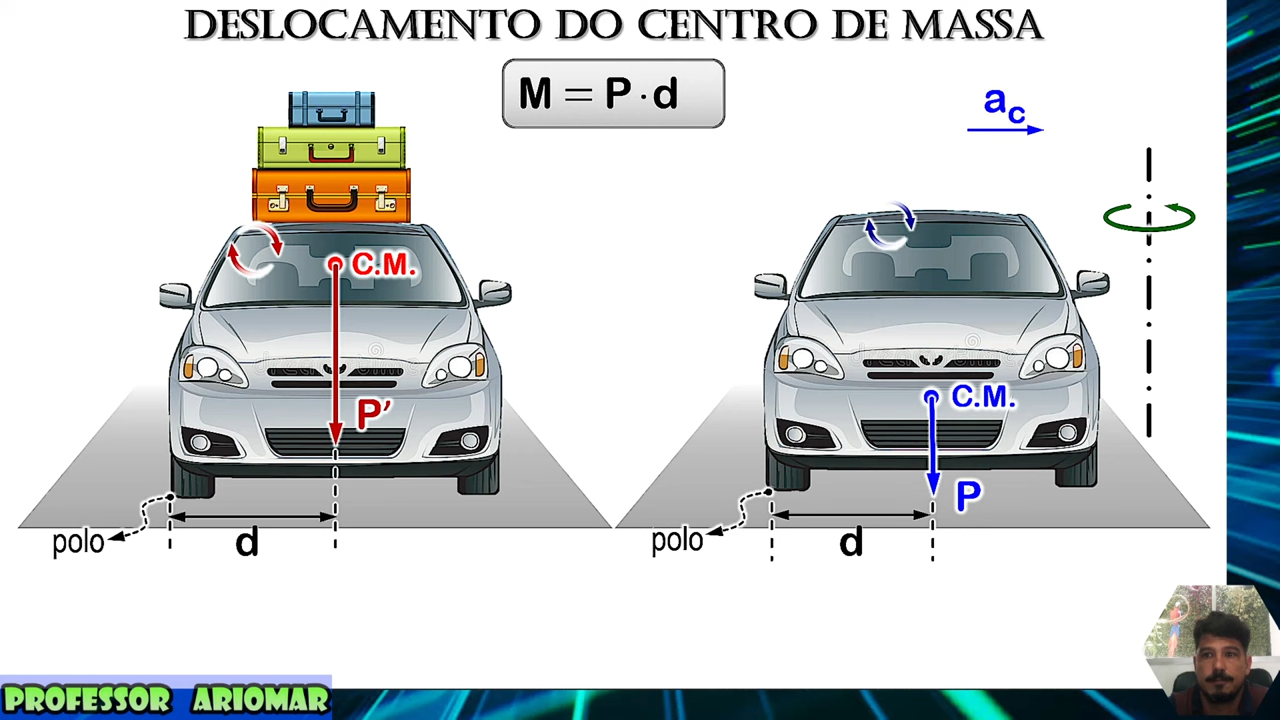 DESLOCAMENTO DO CENTRO DE MASSA
M = P · d
a_c
C.M.
P’
C.M.
P
polo
d
polo
d
PROFESSOR ARIOMAR